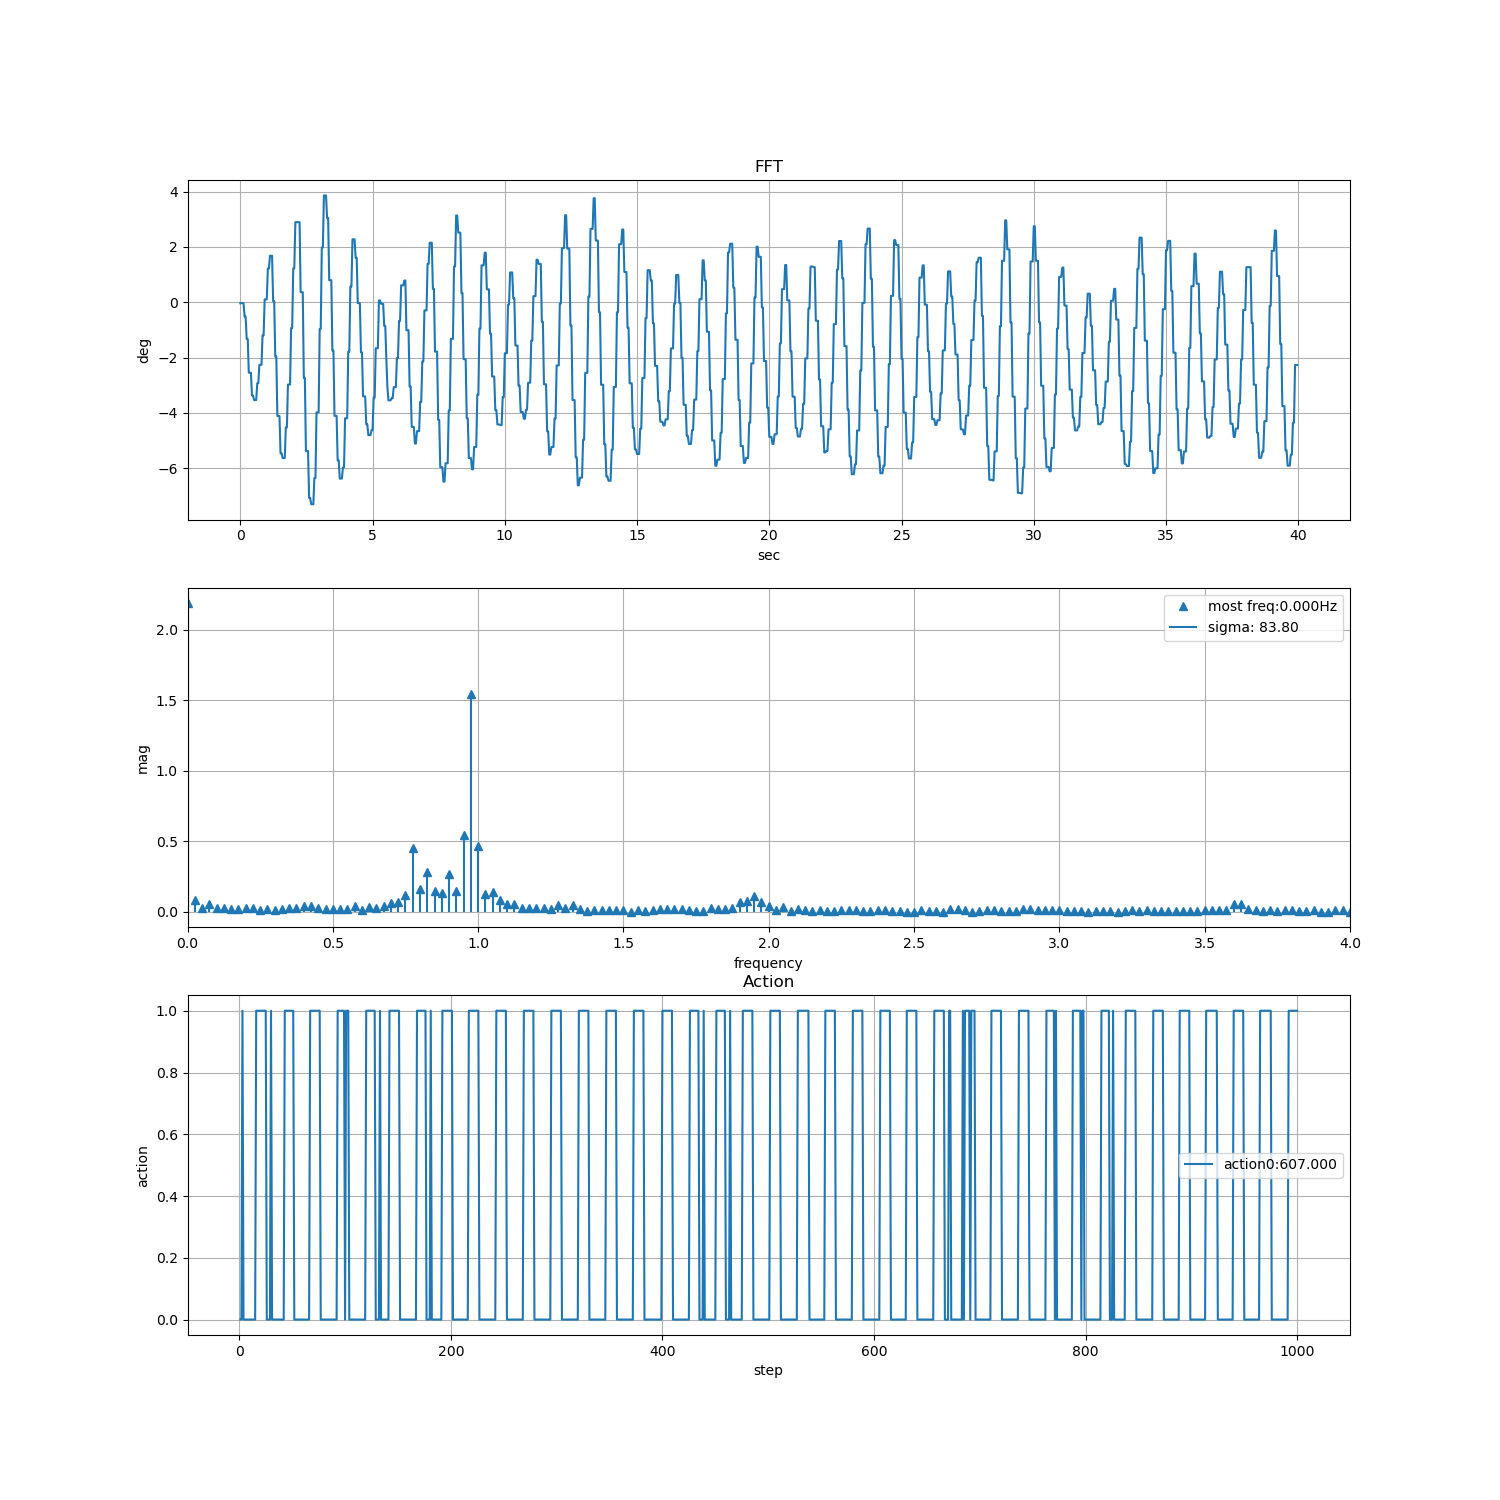 FFT
4
2
0
−2
−4
−6
deg
0 5 10 15 20 25 30 35 40
sec
most freq:0.000Hz
sigma: 83.80
2.0
1.5
1.0
0.5
0.0
mag
0.0 0.5 1.0 1.5 2.0 2.5 3.0 3.5 4.0
frequency
Action
1.0
0.8
0.6
0.4
0.2
0.0
action
action0:607.000
0 200 400 600 800 1000
step